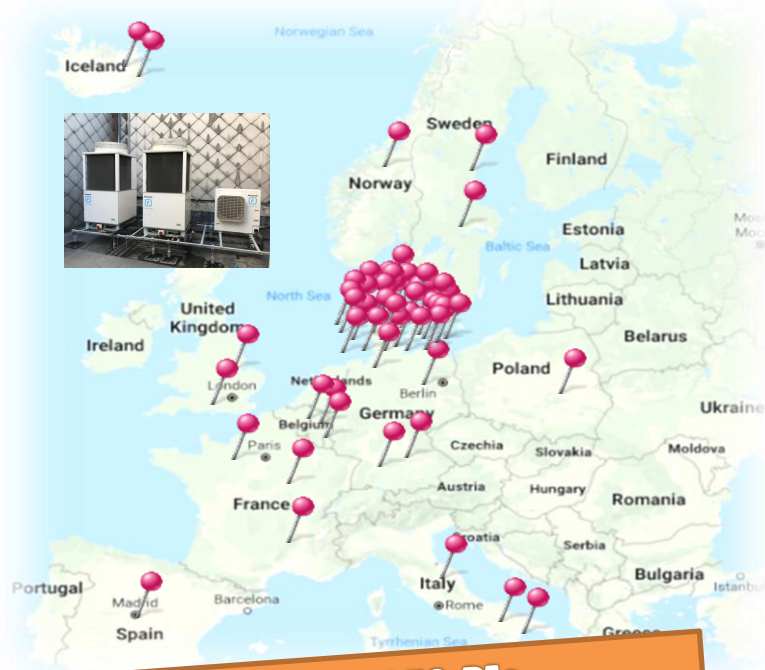 Norwegian Sea
Iceland
Sweden
Finland
Norway
Estonia
Baltic Sea
Latvia
North Sea
Lithuania
United
Kingdom
Belarus
Ireland
Poland
London
Berlin
Germany
Ukraine
Belgium
Paris
Czechia
Slovakia
Moldova
Austria
Hungary
Romania
France
Croatia
Serbia
Italy
Bulgaria
Portugal
Madrid
Barcelona
Rome
Spain
Tyrrhenian Sea